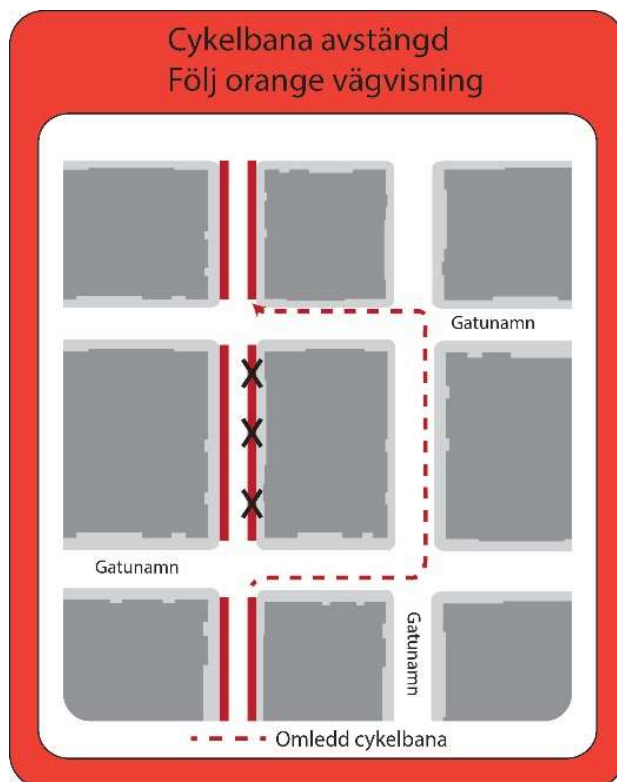 Cykelbana avstängd
Följ orange vägvisning
Gatunamn
Gatunamn
Gatunamn
Omledd cykelbana